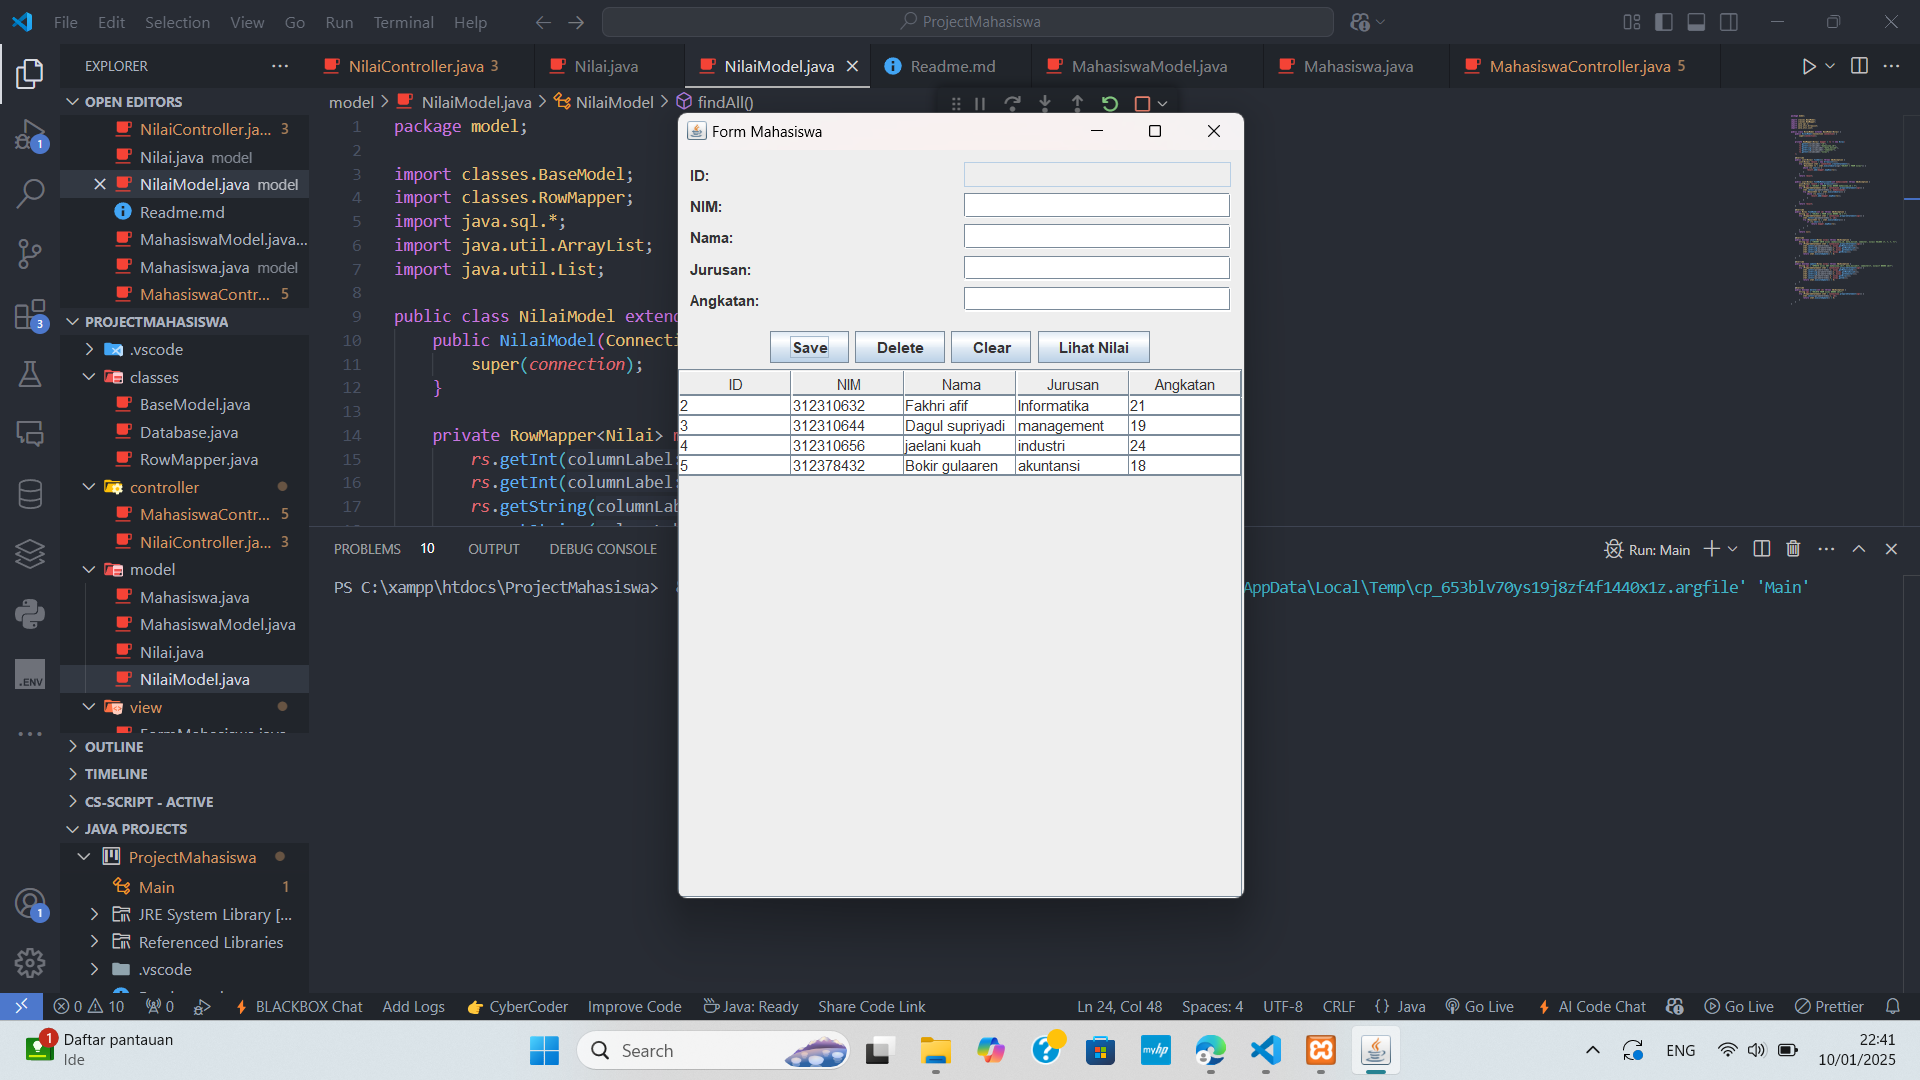 File Edit Selection View Go Run Terminal Help
ProjectMahasiswa
EXPLORER
NilaiController.java 3
Nilai.java
NilaiModel.java
Readme.md
MahasiswaModel.java
Mahasiswa.java
MahasiswaController.java 5
OPEN EDITORS
NilaiController.ja... 3
Nilai.java model
NilaiModel.java model
Readme.md
MahasiswaModel.java...
Mahasiswa.java model
MahasiswaContr... 5
PROJECTMAHASISWA
.vscode
classes
BaseModel.java
Database.java
RowMapper.java
controller
MahasiswaContr... 5
NilaiController.ja... 3
model
Mahasiswa.java
MahasiswaModel.java
Nilai.java
NilaiModel.java
view
OUTLINE
TIMELINE
CS-SCRIPT - ACTIVE
JAVA PROJECTS
ProjectMahasiswa
Main 1
JRE System Library [...
Referenced Libraries
.vscode
1
1
3
.ENV
model > NilaiModel.java > NilaiModel > findAll()
1 package model;
2
3 import classes.BaseModel;
4 import classes.RowMapper;
5 import java.sql.*;
6 import java.util.ArrayList;
7 import java.util.List;
8
9 public class NilaiModel exten
10 public NilaiModel(Connecti
11 super(connection);
12 }
13
14 private RowMapper<Nilai>
15 rs.getInt(columnLabel
16 rs.getInt(columnLabel
17 rs.getString(columnLab
Form Mahasiswa
ID:
NIM:
Nama:
Jurusan:
Angkatan:
Save Delete Clear Lihat Nilai
ID NIM Nama Jurusan Angkatan
2 312310632 Fakhri afif Informatika 21
3 312310644 Dagul supriyadi management 19
4 312310656 jaelani kuah industri 24
5 312378432 Bokir gulaaren akuntansi 18
PROBLEMS 10 OUTPUT DEBUG CONSOLE
Run: Main
PS C:\xampp\htdocs\ProjectMahasiswa>
AppData\Local\Temp\cp_653blv70ys19j8zf4f1440x1z.argfile' 'Main'
0 10 0 BLACKBOX Chat Add Logs CyberCoder Improve Code Java: Ready Share Code Link
Ln 24, Col 48 Spaces: 4 UTF-8 CRLF {} Java Go Live AI Code Chat Go Live Prettier
1
Daftar pantauan
Ide
Search
myhp
ENG
22:41
10/01/2025